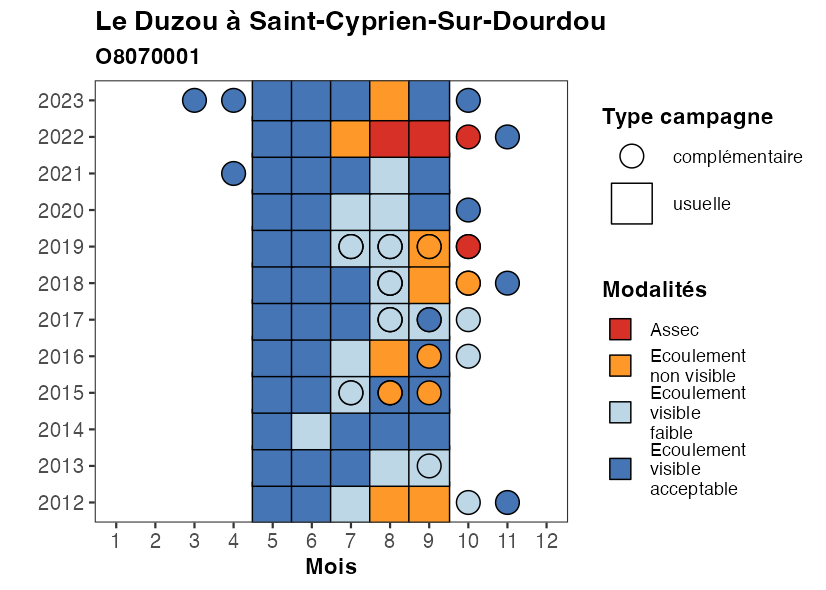 Le Duzou à Saint-Cyprien-Sur-Dourdou
O8070001
2023
2022
2021
2020
2019
2018
2017
2016
2015
2014
2013
2012
1 2 3 4 5 6 7 8 9 10 11 12
Mois
Type campagne
complémentaire
usuelle
Modalités
Assec
Ecoulement
non visible
Ecoulement
visible
faible
Ecoulement
visible
acceptable